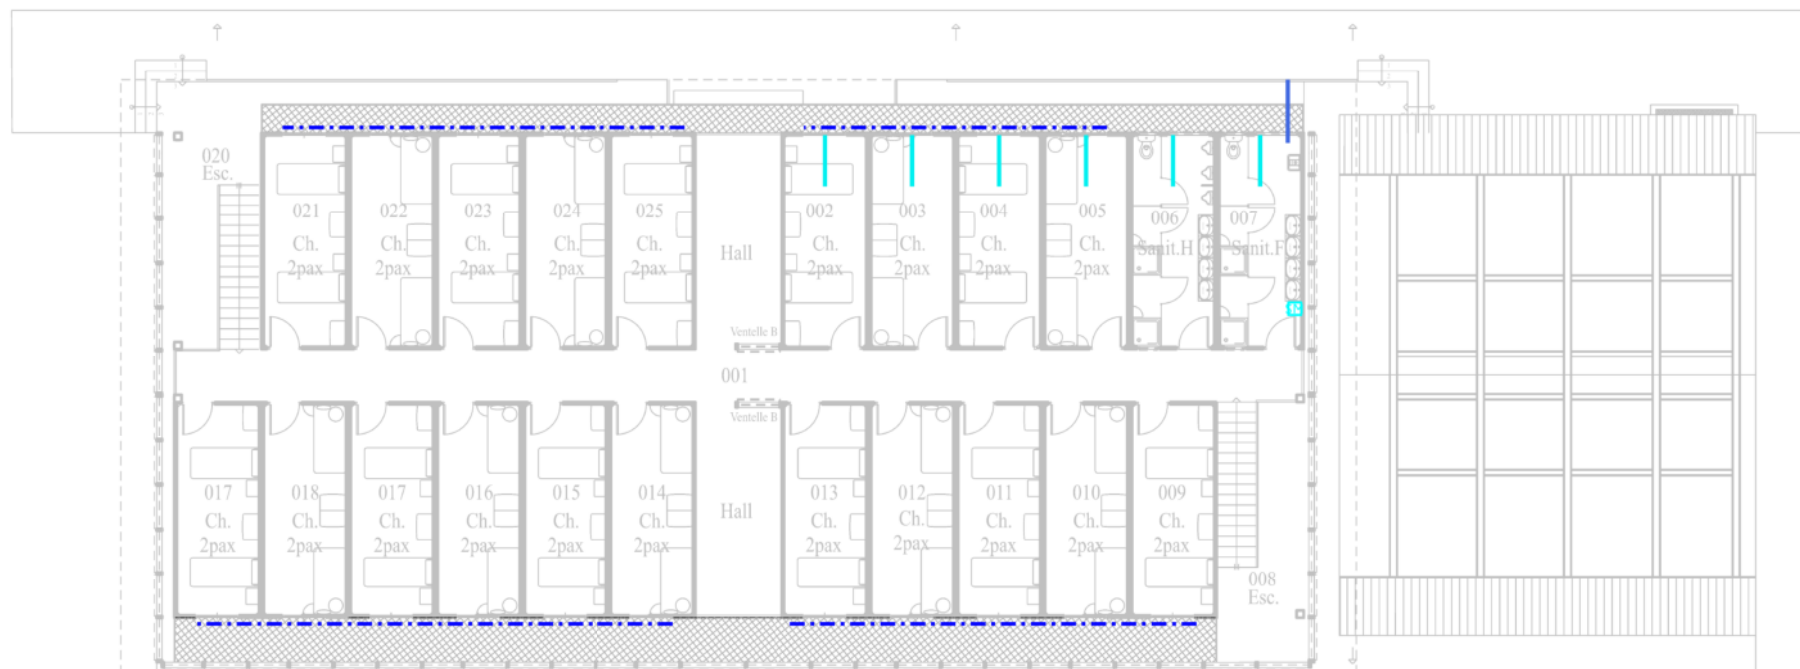 020
Esc.
021
Ch.
2pax
022
Ch.
2pax
023
Ch.
2pax
024
Ch.
2pax
025
Ch.
2pax
Hall
002
Ch.
2pax
003
Ch.
2pax
004
Ch.
2pax
005
Ch.
2pax
006
Sanit.H
007
Sanit.F
Ventelle B
001
Ventelle B
017
Ch.
2pax
018
Ch.
2pax
017
Ch.
2pax
016
Ch.
2pax
015
Ch.
2pax
014
Ch.
2pax
Hall
013
Ch.
2pax
012
Ch.
2pax
011
Ch.
2pax
010
Ch.
2pax
009
Ch.
2pax
008
Esc.